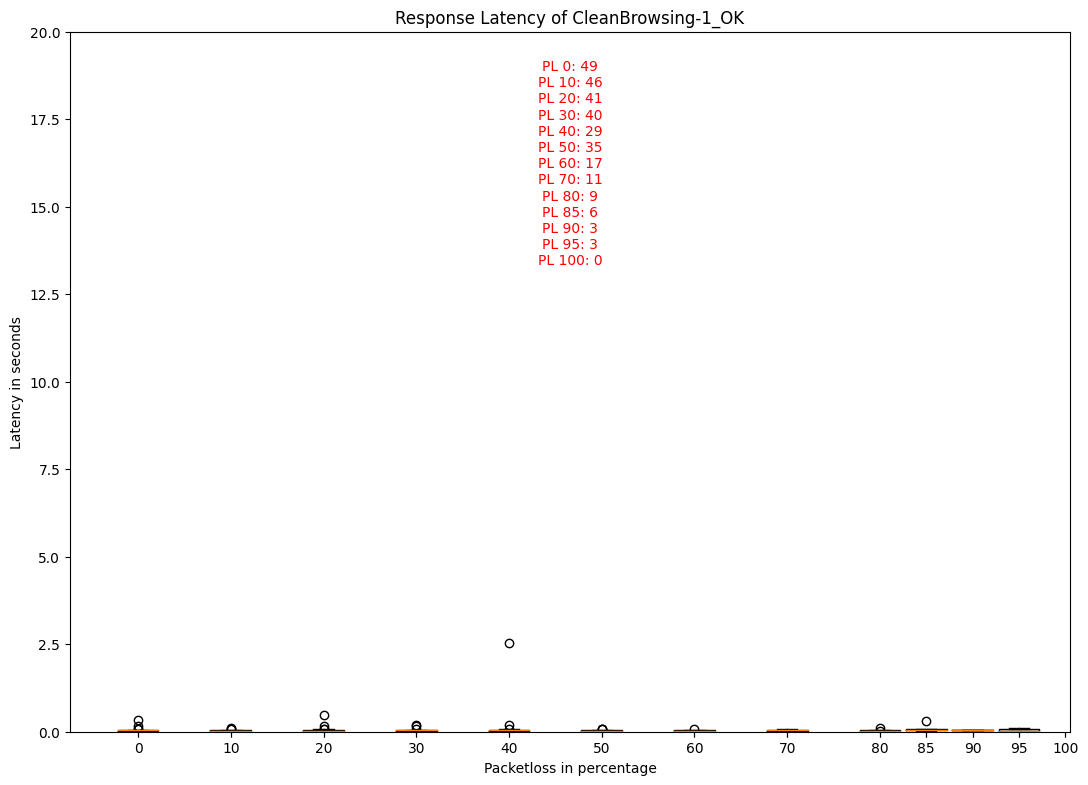 Response Latency of CleanBrowsing-1_OK
20.0
17.5
15.0
12.5
10.0
7.5
5.0
2.5
0.0
Latency in seconds
PL 0: 49
PL 10: 46
PL 20: 41
PL 30: 40
PL 40: 29
PL 50: 35
PL 60: 17
PL 70: 11
PL 80: 9
PL 85: 6
PL 90: 3
PL 95: 3
PL 100: 0
0 10 20 30 40 50 60 70 80 85 90 95 100
Packetloss in percentage